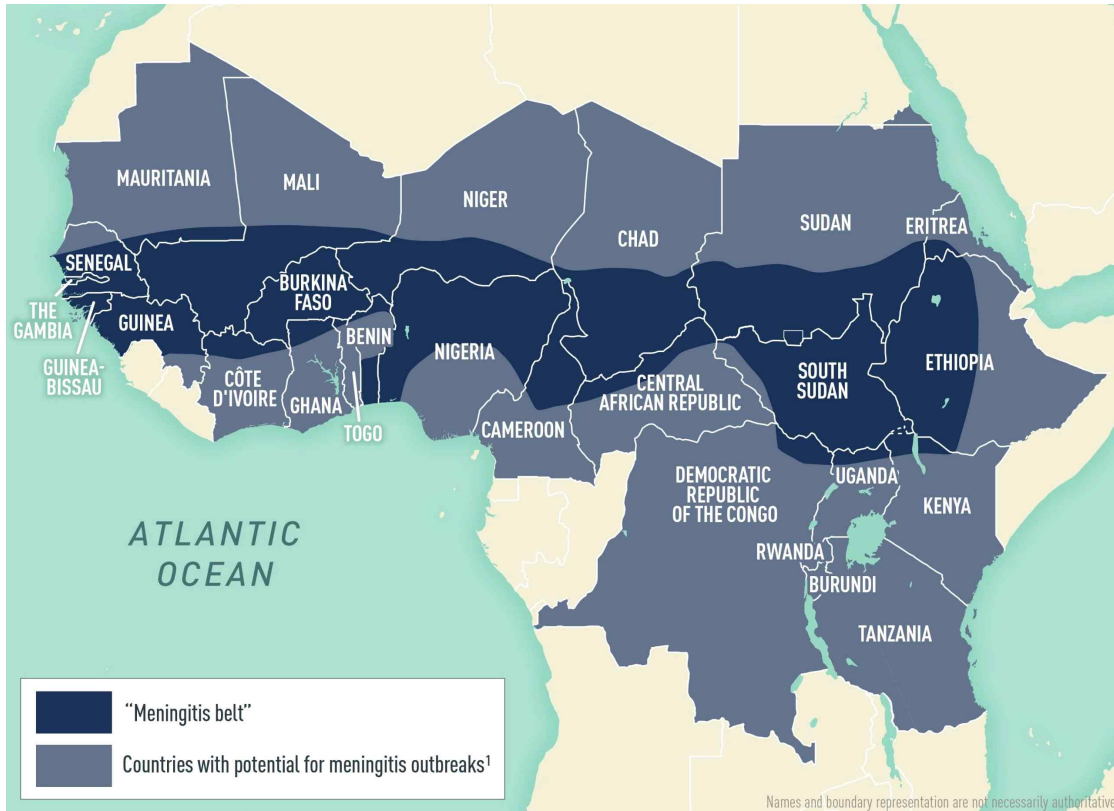 MAURITANIA
MALI
NIGER
CHAD
SUDAN
ERITREA
SENEGAL
THE
GAMBIA
GUINEA-
BISSAU
GUINEA
BURKINA
FASO
BENIN
NIGERIA
CÔTE
D'IVOIRE
GHANA
TOGO
CAMEROON
CENTRAL
AFRICAN REPUBLIC
SOUTH
SUDAN
ETHIOPIA
DEMOCRATIC
REPUBLIC
OF THE CONGO
UGANDA
KENYA
RWANDA
BURUNDI
TANZANIA
ATLANTIC
OCEAN
“Meningitis belt”
Countries with potential for meningitis outbreaks¹
Names and boundary representation are not necessarily authoritative